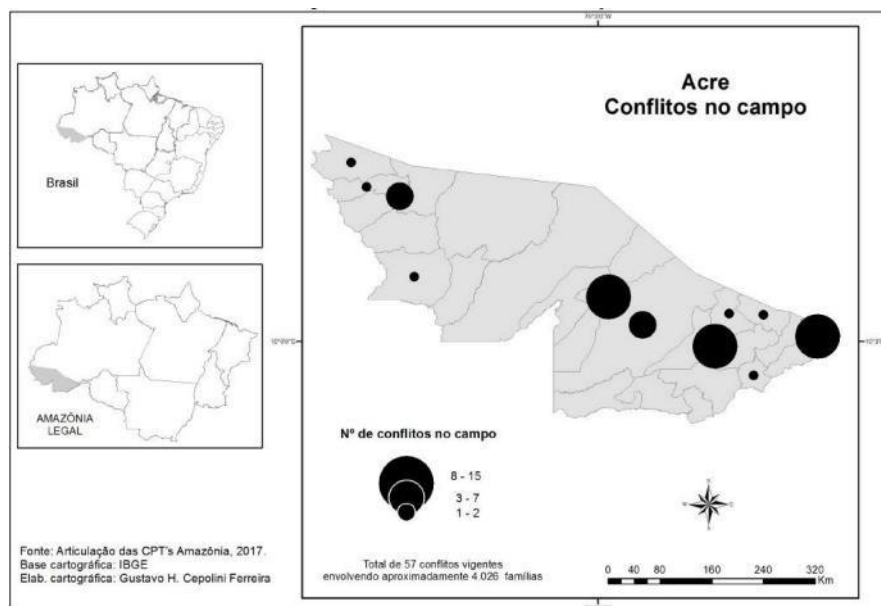 Acre
Conflitos no campo
Brasil
AMAZÔNIA
LEGAL
Nº de conflitos no campo
8 - 15
3 - 7
1 - 2
Fonte: Articulação das CPT's Amazônia, 2017.
Base cartográfica: IBGE
Elab. cartográfica: Gustavo H. Cepolini Ferreira
Total de 57 conflitos vigentes
envolvendo aproximadamente 4.026 famílias
0 40 80 160 240 320
Km